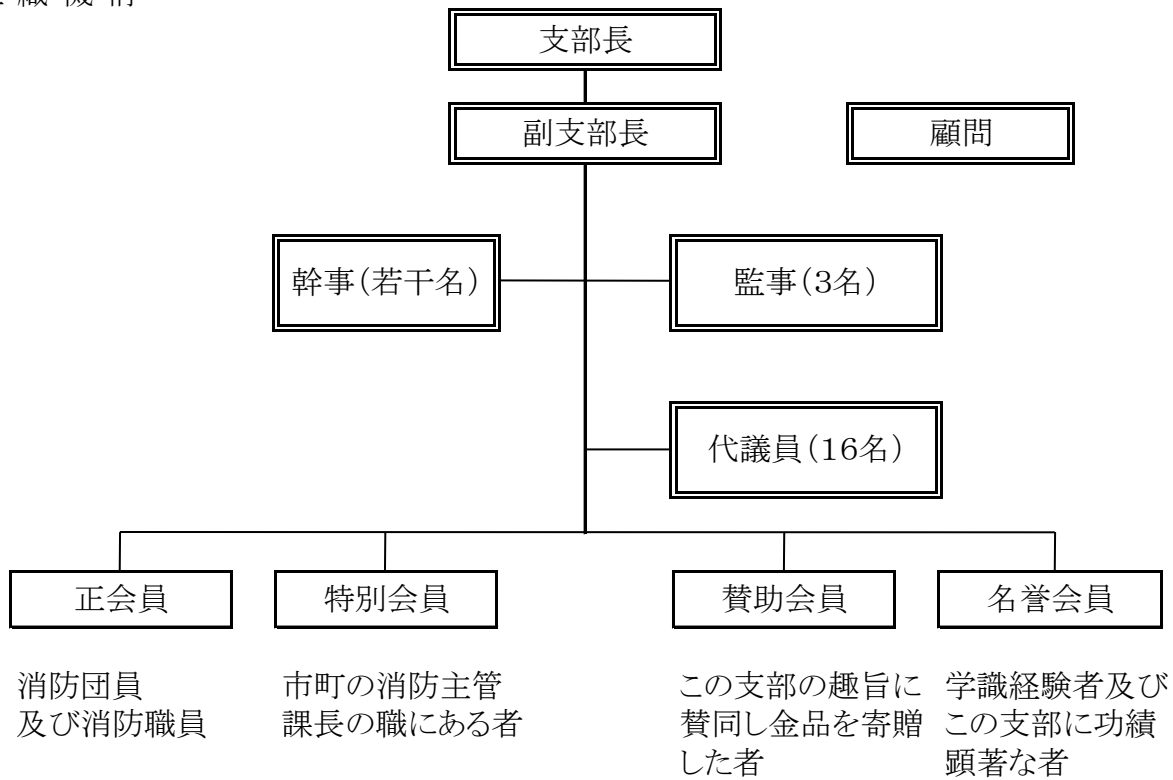 織 機 構
支部長
副支部長
顧問
幹事(若干名)
監事(3名)
代議員(16名)
正会員
特別会員
賛助会員
名誉会員
消防団員
及び消防職員
市町の消防主管
課長の職にある者
この支部の趣旨に
賛同し金品を寄贈
した者
学識経験者及び
この支部に功績
顕著な者